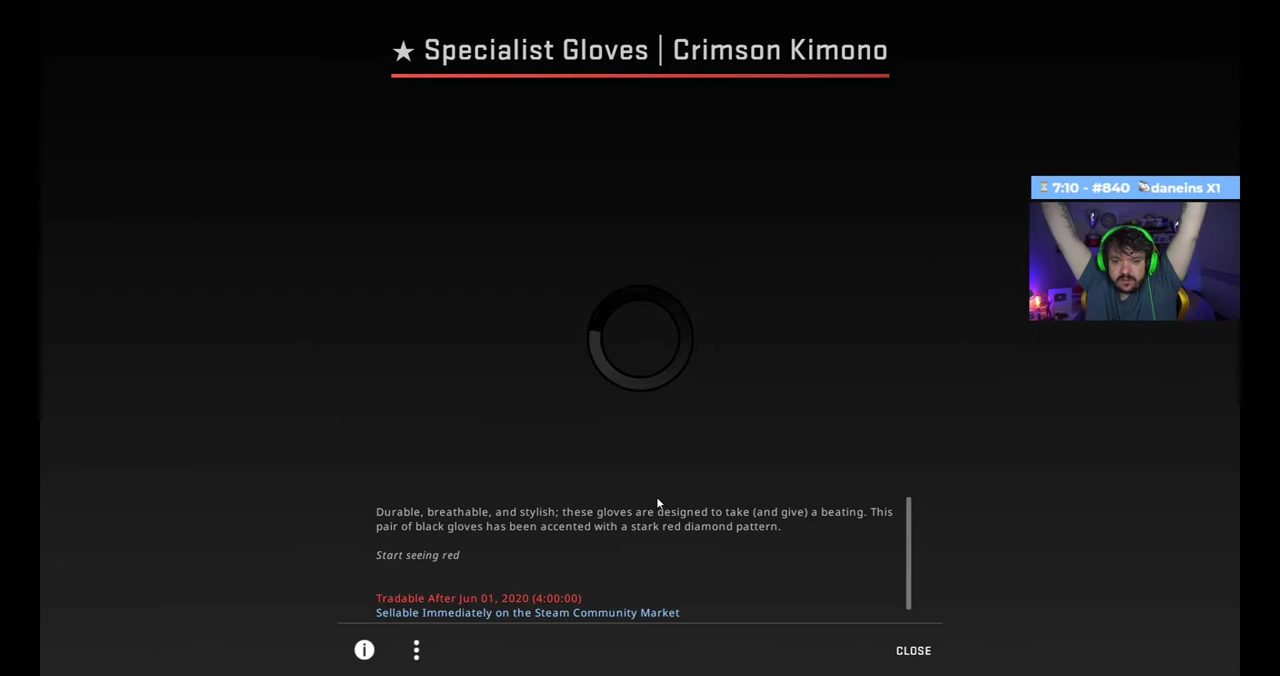 ★ Specialist Gloves | Crimson Kimono
7:10 - #840 daneins X1
Durable, breathable, and stylish; these gloves are designed to take (and give) a beating. This
pair of black gloves has been accented with a stark red diamond pattern.
Start seeing red
Tradable After Jun 01, 2020 (4:00:00)
Sellable Immediately on the Steam Community Market
CLOSE